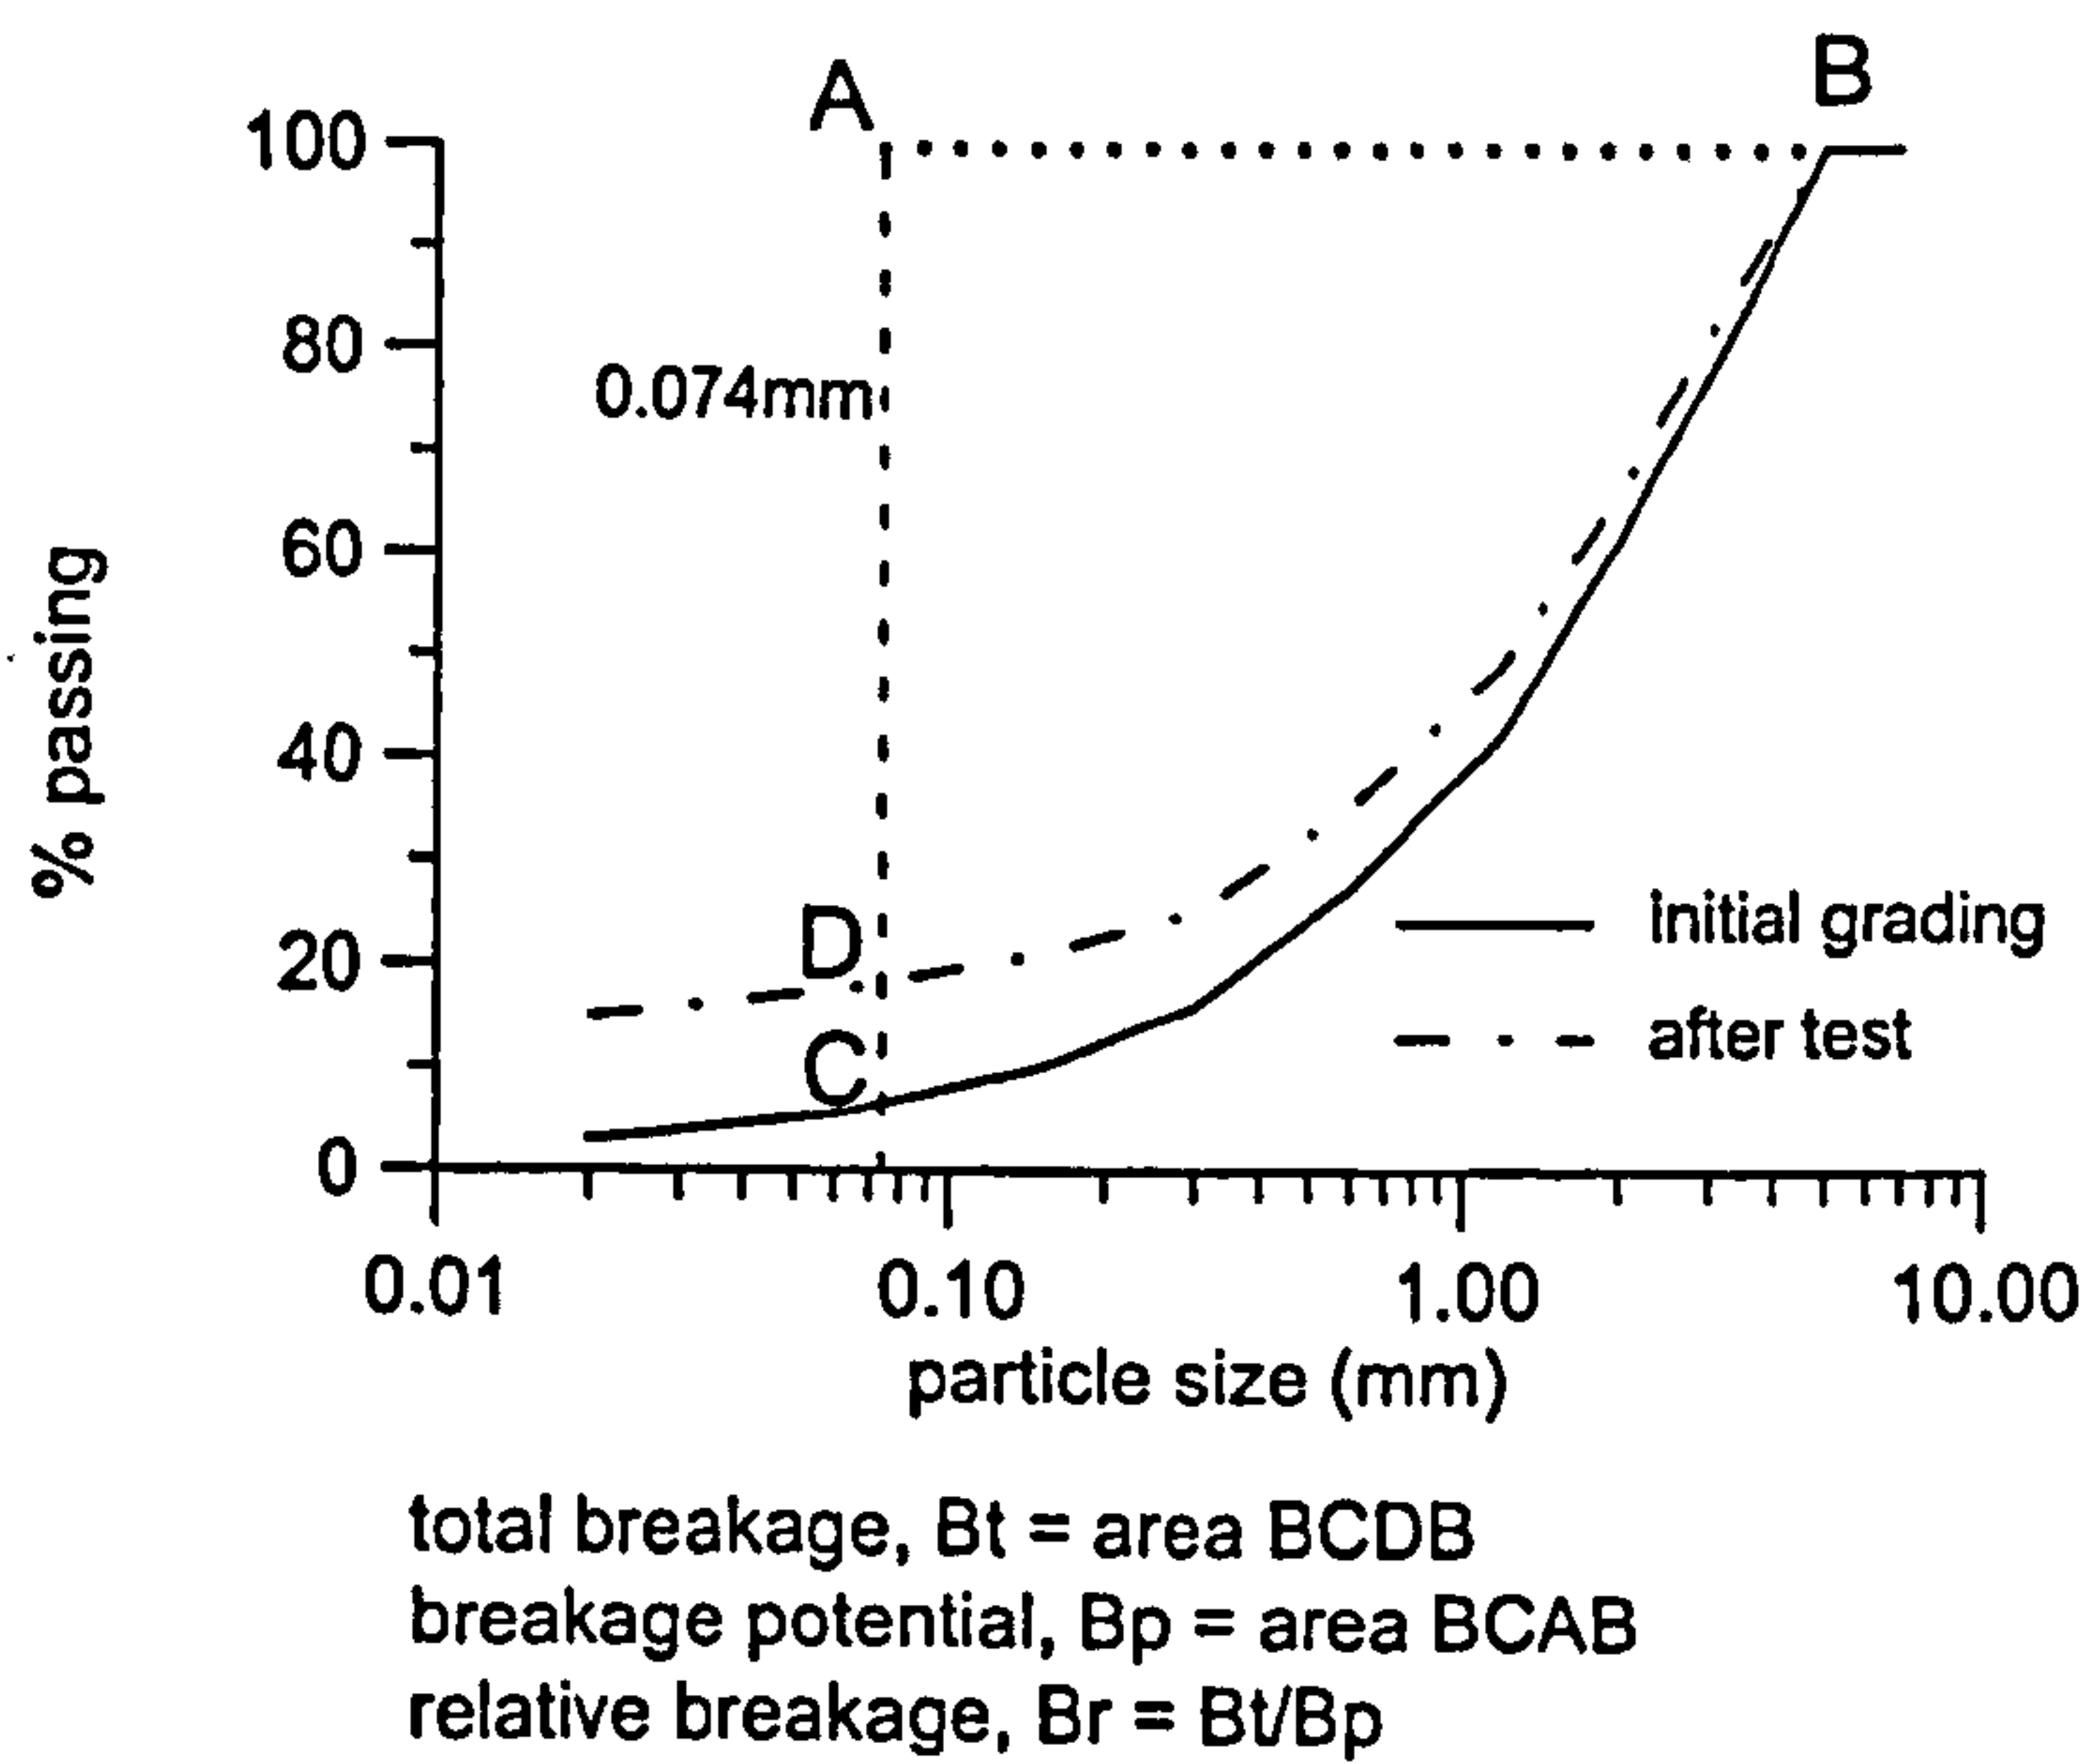 A
B
100
80
0.074mm
60
40
20
0
D
C
% passing
initial grading
after test
0.01
0.10
1.00
10.00
particle size (mm)
total breakage, Bt = area BCDB
breakage potential, Bp = area BCAB
relative breakage, Br = Bt/Bp